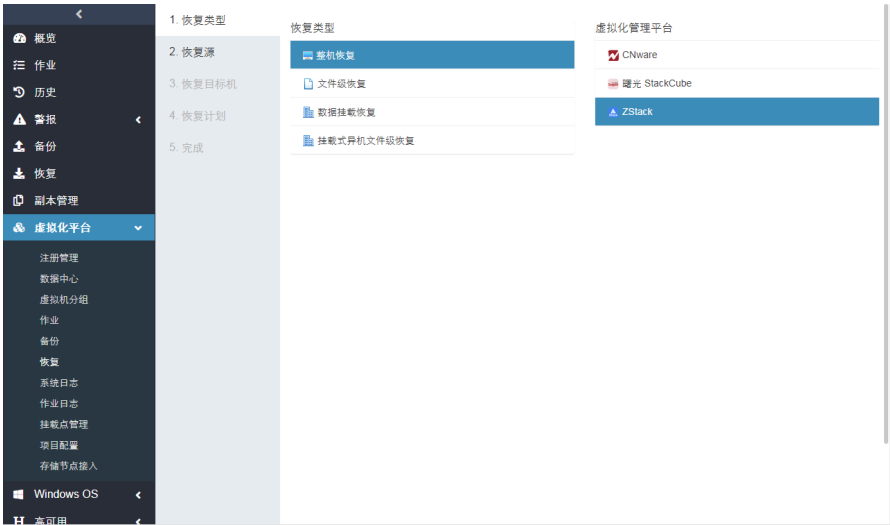 概览
作业
历史
警报
备份
恢复
副本管理
虚拟化平台
注册管理
数据中心
虚拟机分组
作业
备份
恢复
系统日志
作业日志
挂载点管理
项目配置
存储节点接入
Windows OS
高可用
1. 恢复类型
2. 恢复源
3. 恢复目标机
4. 恢复计划
5. 完成
恢复类型
整机恢复
文件级恢复
数据挂载恢复
挂载式异机文件级恢复
虚拟化管理平台
CNware
曙光 StackCube
ZStack